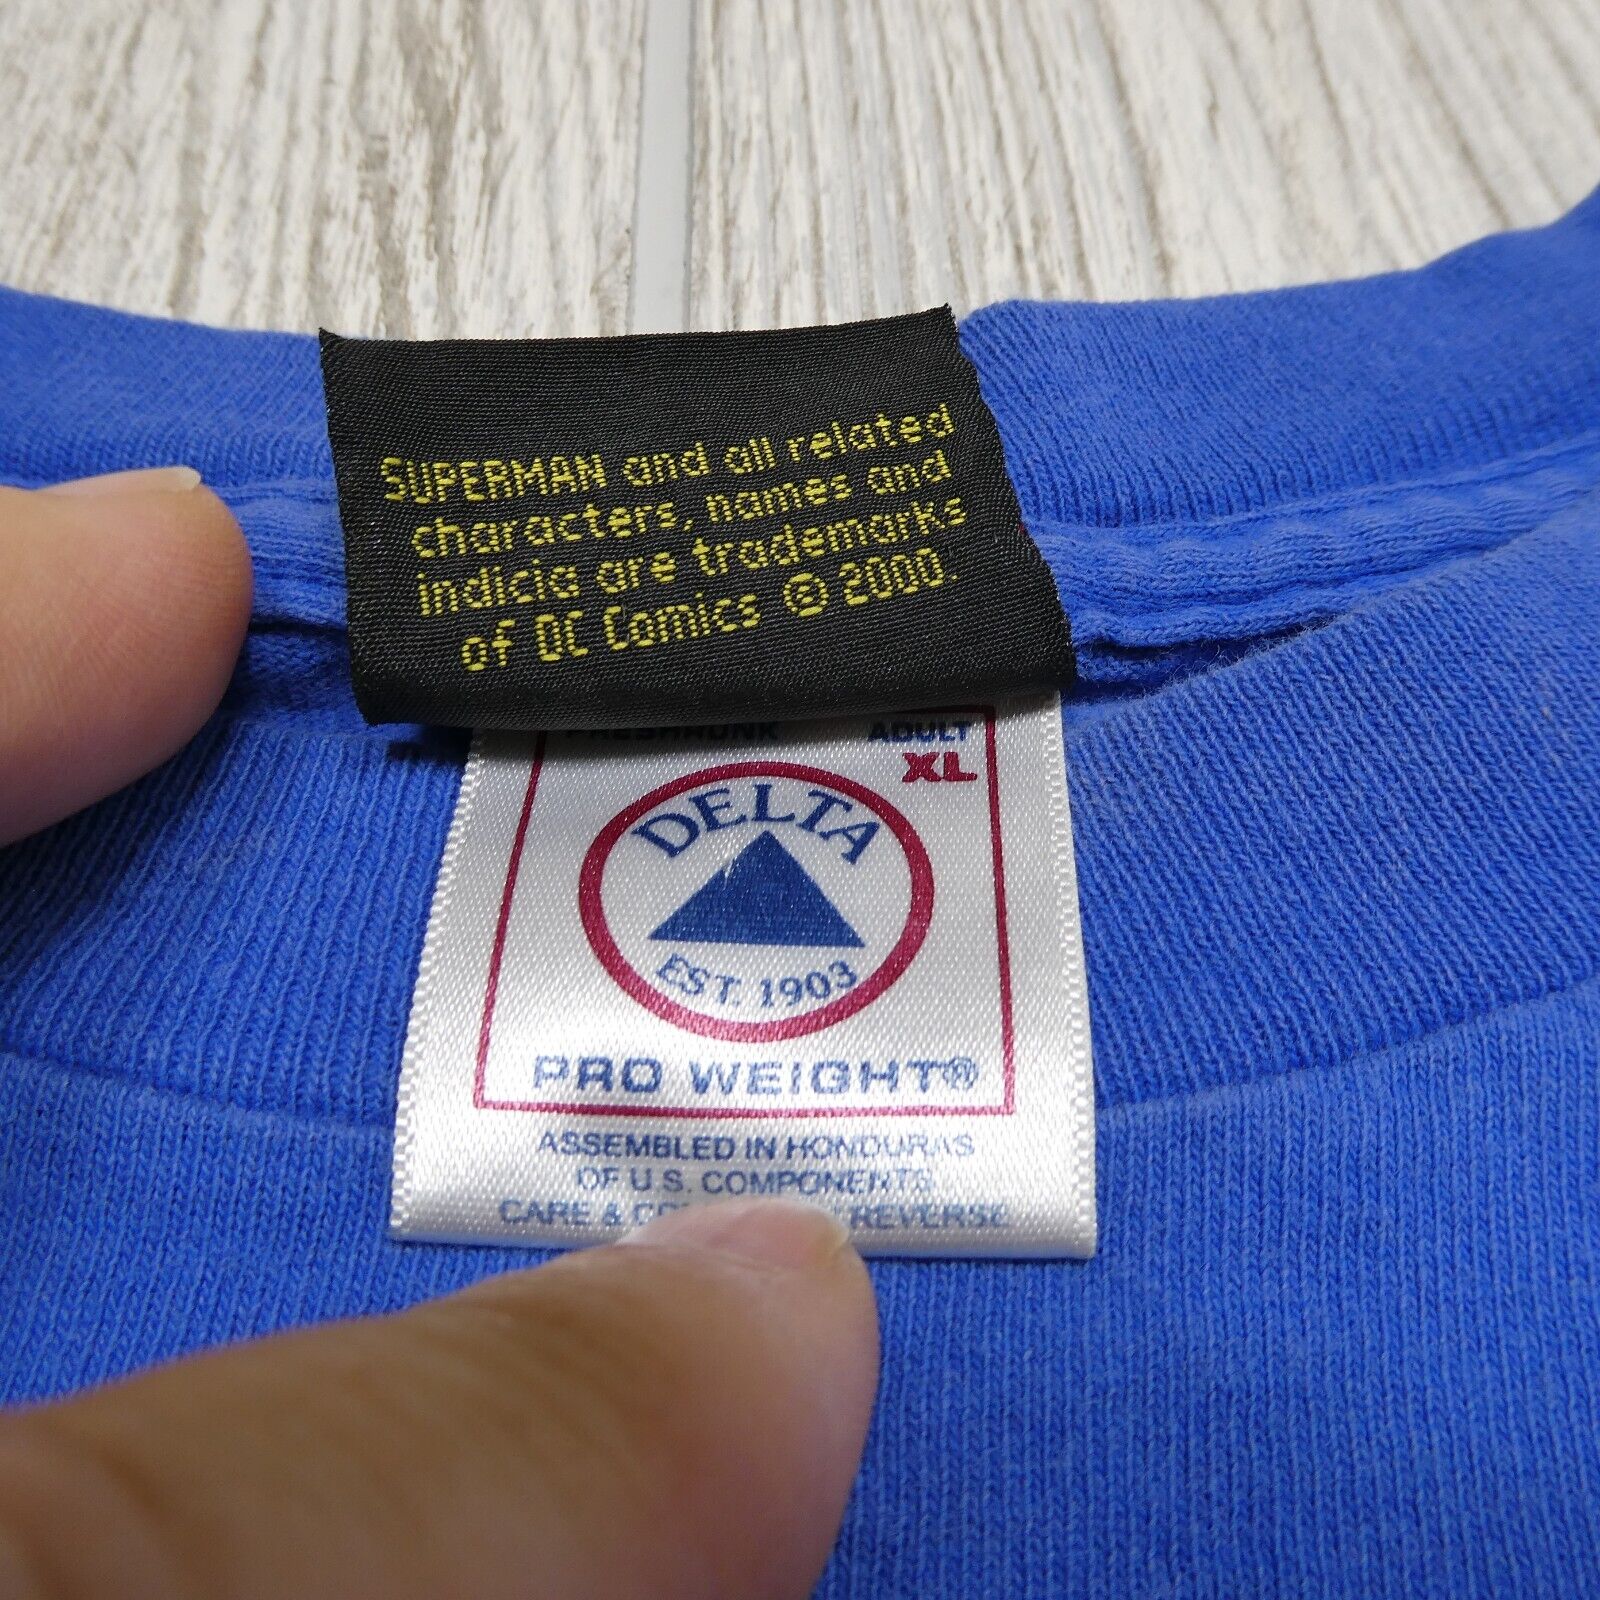 SUPERMAN and all related
characters, names and
indicia are trademarks
of DC Comics © 2000.
PRESHRUNK ADULT
XL
DELTA
EST. 1903
PRO WEIGHT®
ASSEMBLED IN HONDURAS
OF U.S. COMPONENTS
CARE & REVERSE